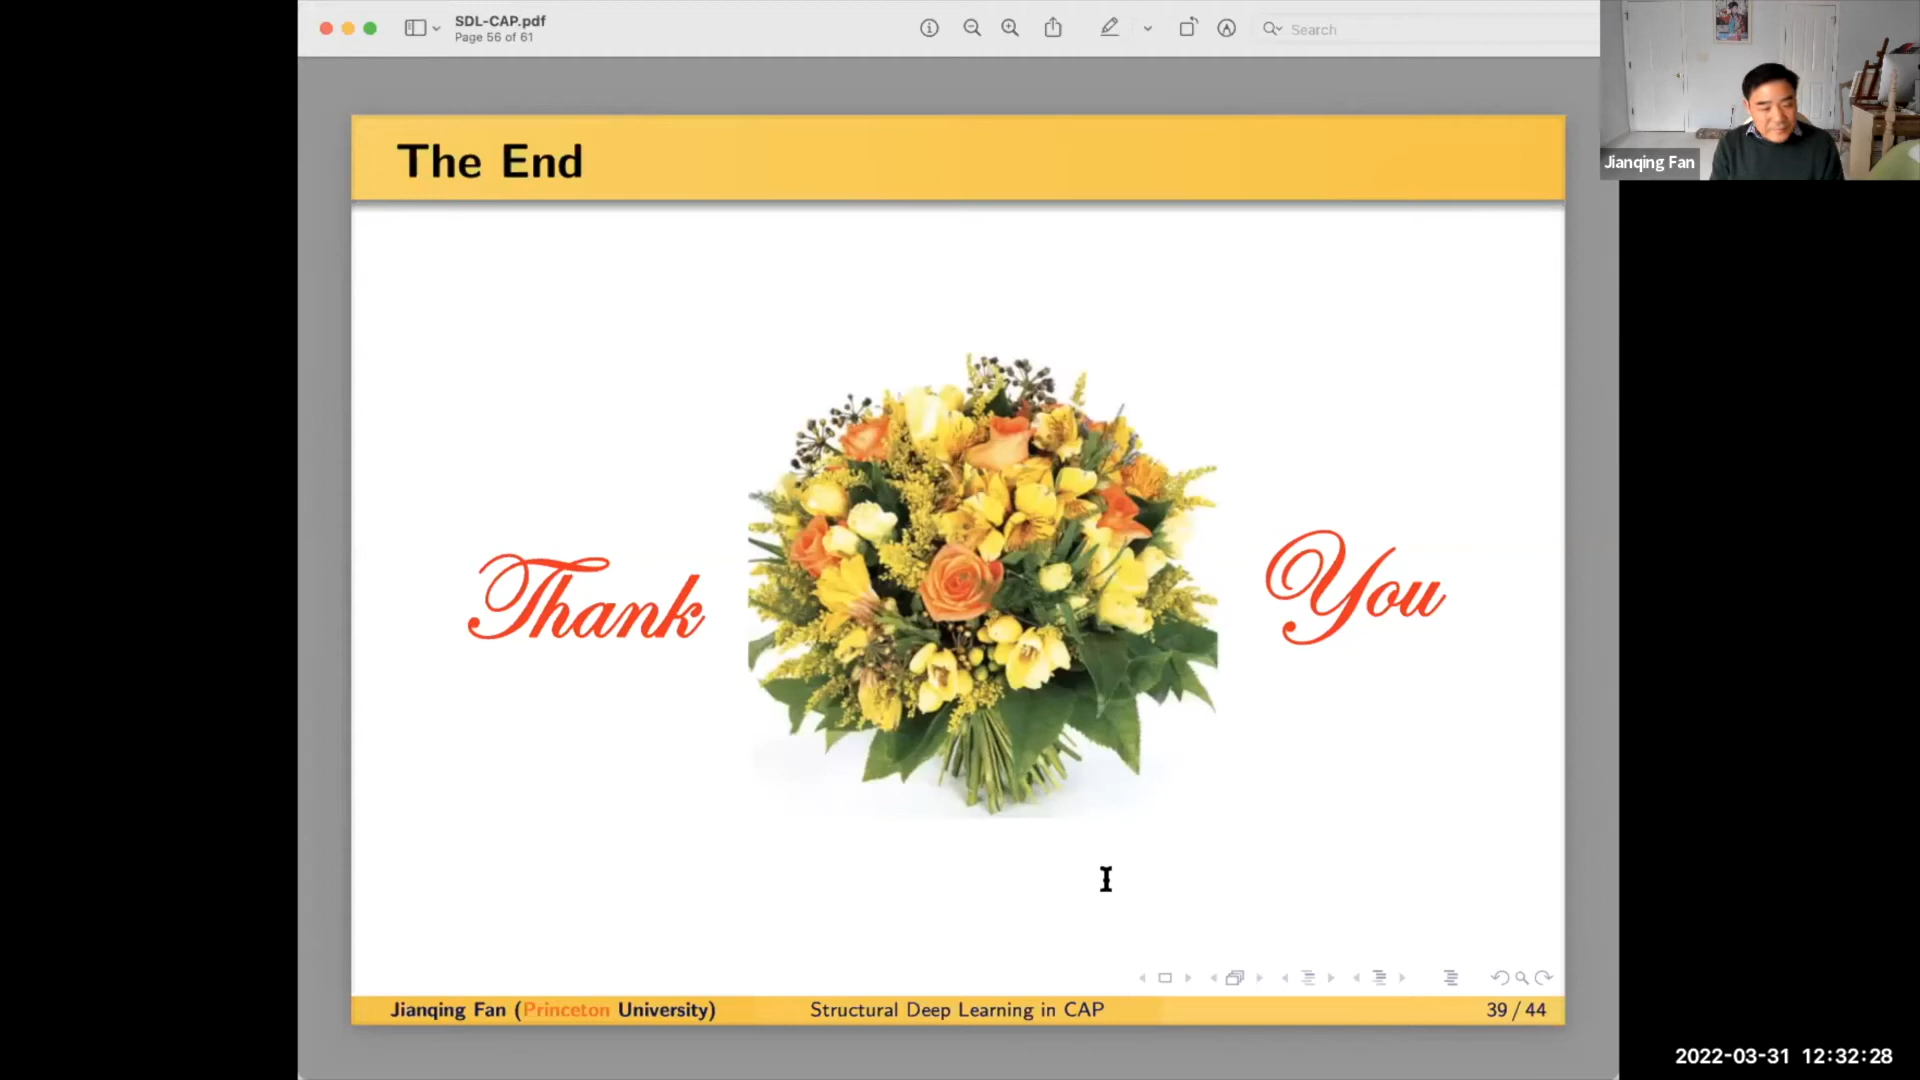 SDL-CAP.pdf
Page 56 of 61
Search
Jianqing Fan
The End
Thank You
Jianqing Fan (Princeton University)
Structural Deep Learning in CAP
39 / 44
2022-03-31 12:32:28